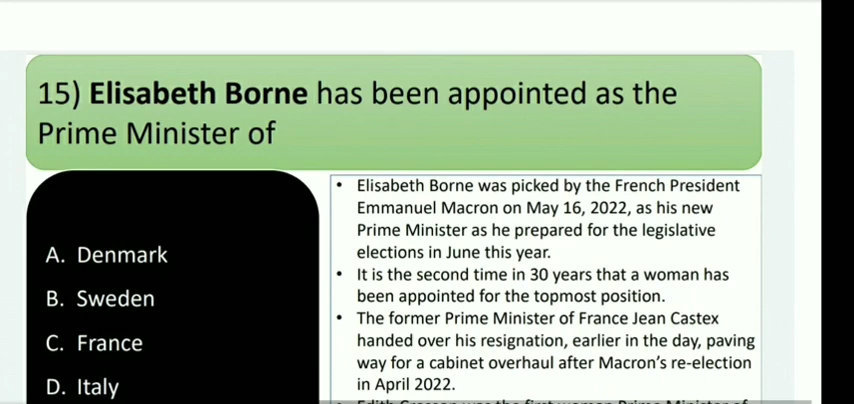 15) Elisabeth Borne has been appointed as the
Prime Minister of
A. Denmark
B. Sweden
C. France
D. Italy
• Elisabeth Borne was picked by the French President
Emmanuel Macron on May 16, 2022, as his new
Prime Minister as he prepared for the legislative
elections in June this year.
• It is the second time in 30 years that a woman has
been appointed for the topmost position.
• The former Prime Minister of France Jean Castex
handed over his resignation, earlier in the day, paving
way for a cabinet overhaul after Macron's re-election
in April 2022.